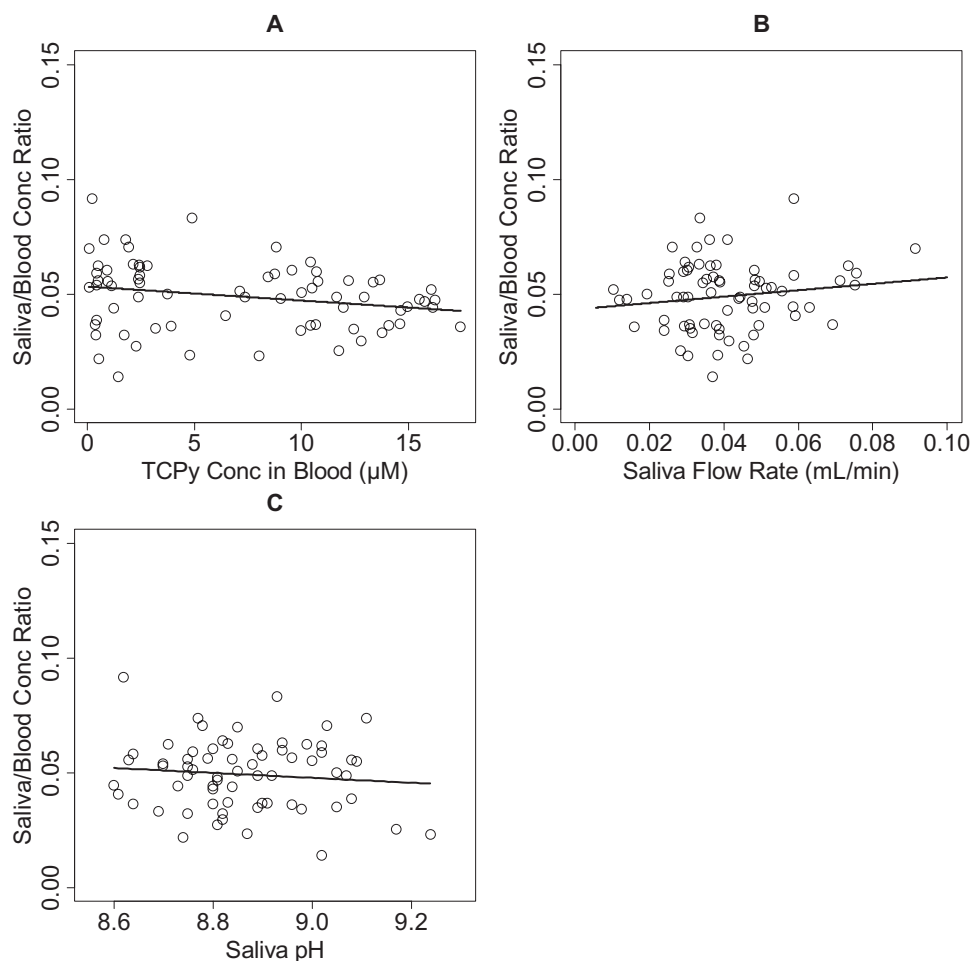 A
Saliva/Blood Conc Ratio
0.15
0.10
0.05
0.00
0 5 10 15
TCPy Conc in Blood (µM)
B
Saliva/Blood Conc Ratio
0.15
0.10
0.05
0.00
0.00 0.02 0.04 0.06 0.08 0.10
Saliva Flow Rate (mL/min)
C
Saliva/Blood Conc Ratio
0.15
0.10
0.05
0.00
8.6 8.8 9.0 9.2
Saliva pH